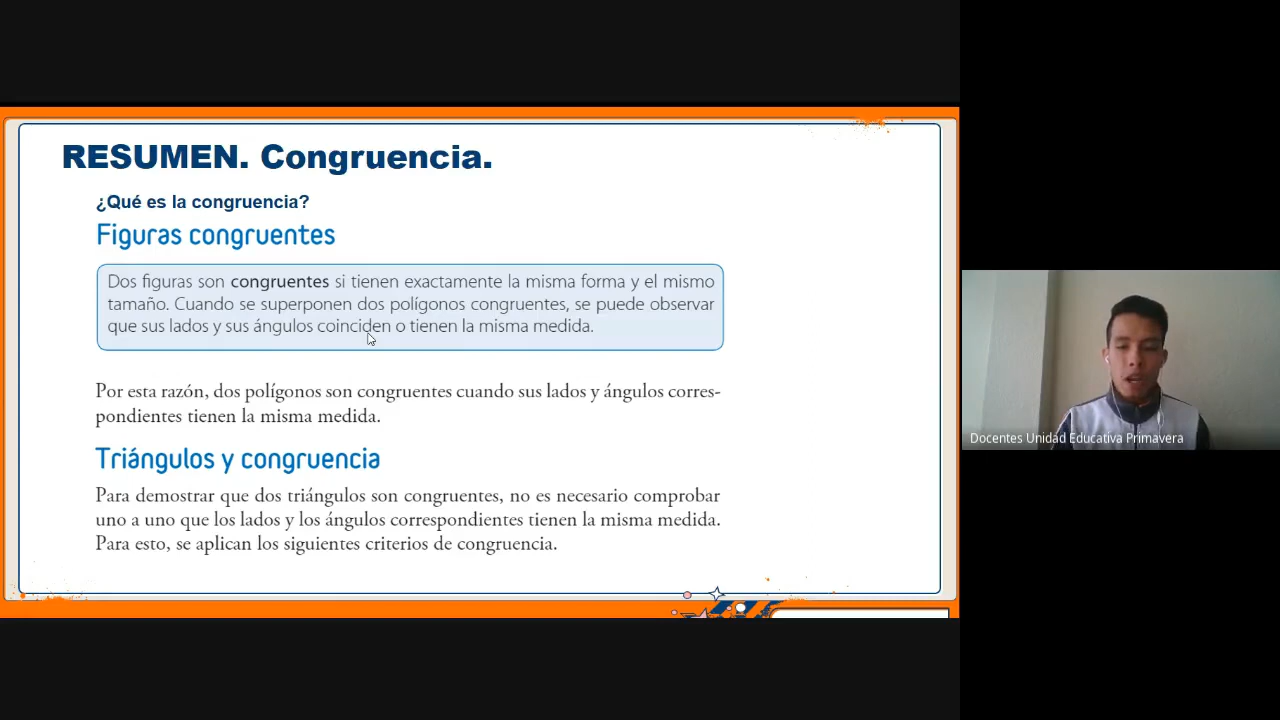 RESUMEN. Congruencia.
¿Qué es la congruencia?
Figuras congruentes
Dos figuras son congruentes si tienen exactamente la misma forma y el mismo
tamaño. Cuando se superponen dos polígonos congruentes, se puede observar
que sus lados y sus ángulos coinciden o tienen la misma medida.
Por esta razón, dos polígonos son congruentes cuando sus lados y ángulos corres-
pondientes tienen la misma medida.
Triángulos y congruencia
Para demostrar que dos triángulos son congruentes, no es necesario comprobar
uno a uno que los lados y los ángulos correspondientes tienen la misma medida.
Para esto, se aplican los siguientes criterios de congruencia.
Docentes Unidad Educativa Primavera